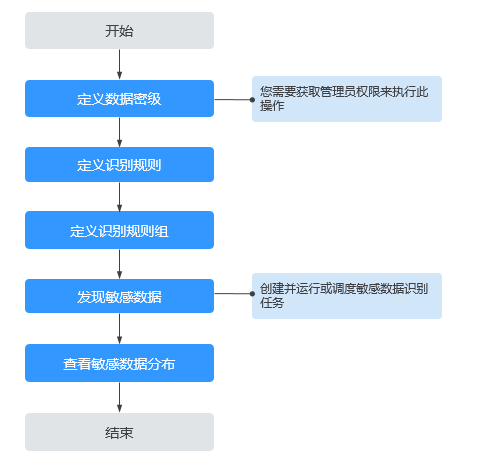 开始
定义数据密级
您需要获取管理员权限来执行此
操作
定义识别规则
定义识别规则组
发现敏感数据
创建并运行或调度敏感数据识别
任务
查看敏感数据分布
结束